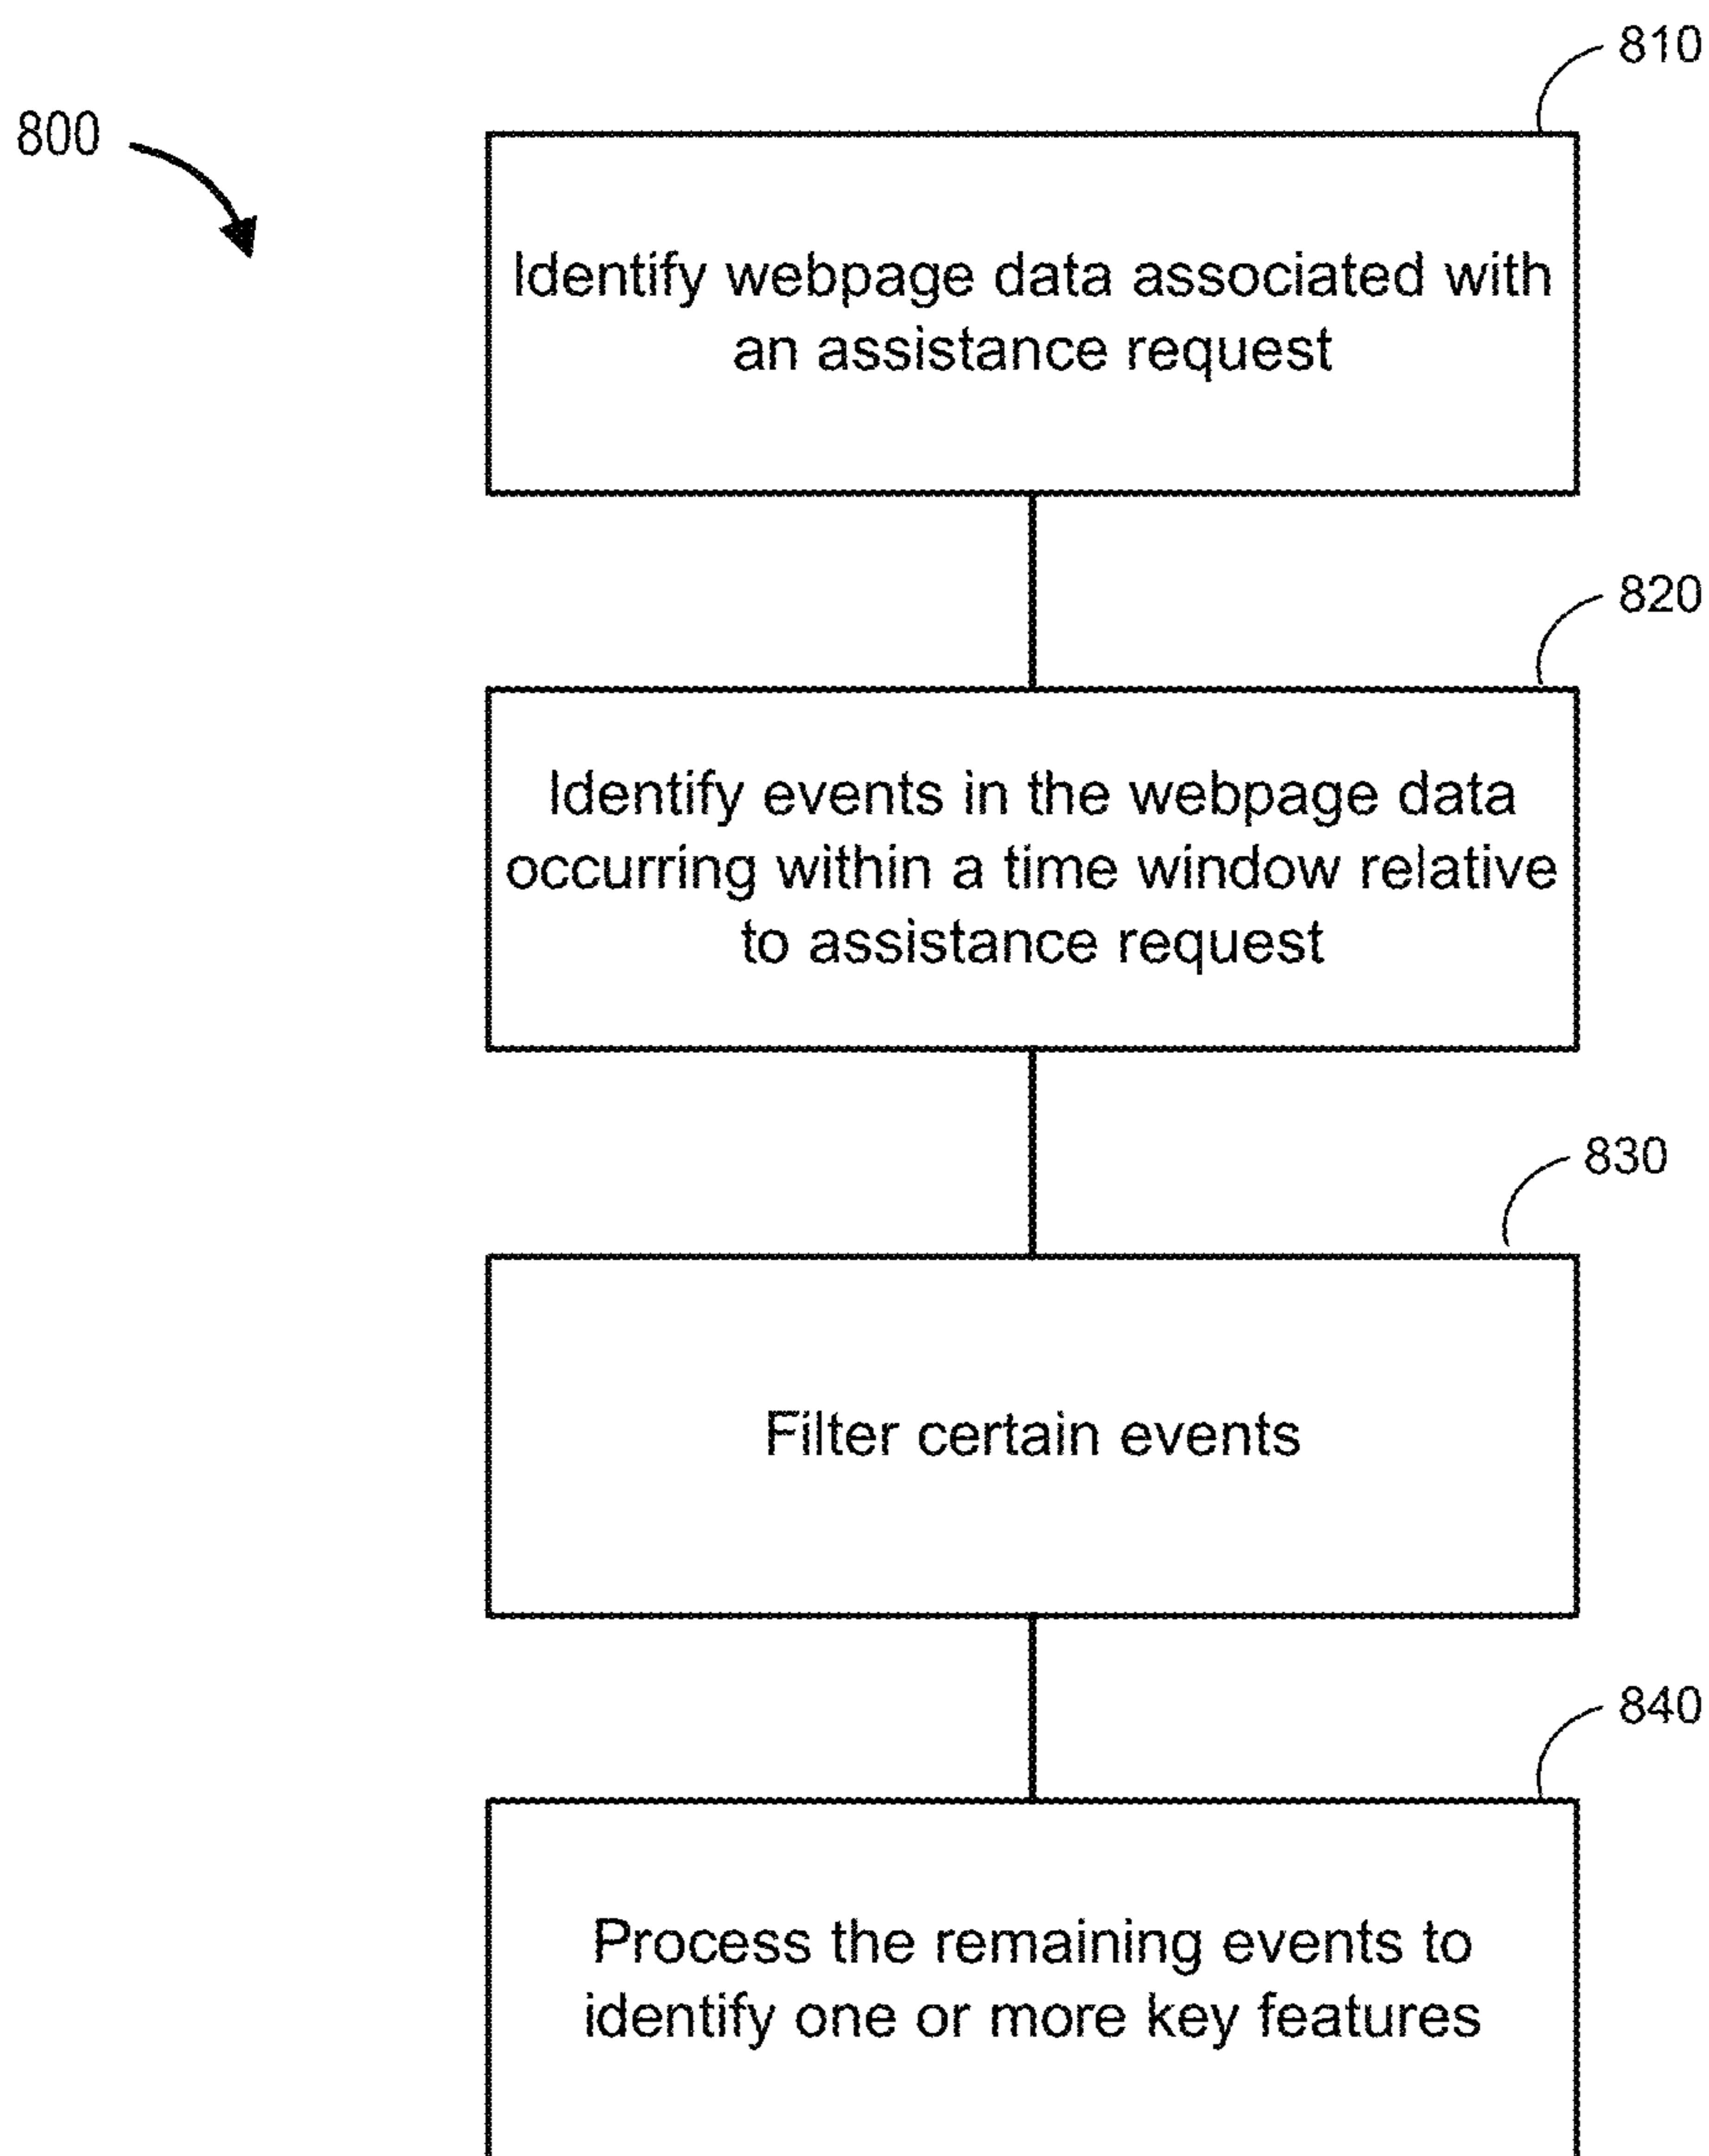 810
800
Identify webpage data associated with
an assistance request
820
Identify events in the webpage data
occurring within a time window relative
to assistance request
830
Filter certain events
840
Process the remaining events to
identify one or more key features